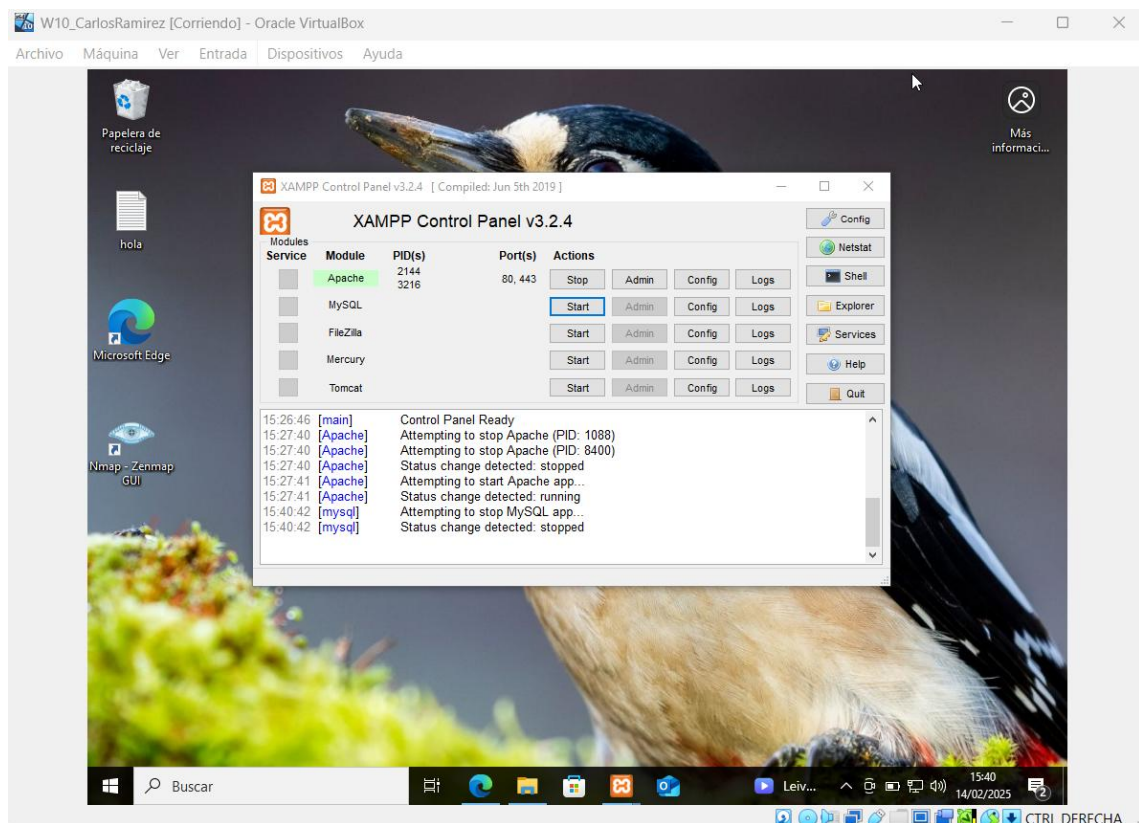 W10_CarlosRamirez [Corriendo] - Oracle VirtualBox
Archivo Máquina Ver Entrada Dispositivos Ayuda
Papelera de
reciclaje
Más
informaci...
hola
Microsoft Edge
Nmap - Zenmap
GUI
XAMPP Control Panel v3.2.4 [ Compiled: Jun 5th 2019 ]
XAMPP Control Panel v3.2.4
Config
Modules
Service Module PID(s) Port(s) Actions
Netstat
Apache 2144 80, 443 Stop Admin Config Logs
3216
Shell
MySQL Start Admin Config Logs
Explorer
FileZilla Start Admin Config Logs
Services
Mercury Start Admin Config Logs
Help
Tomcat Start Admin Config Logs
Quit
15:26:46 [main] Control Panel Ready
15:27:40 [Apache] Attempting to stop Apache (PID: 1088)
15:27:40 [Apache] Attempting to stop Apache (PID: 8400)
15:27:40 [Apache] Status change detected: stopped
15:27:41 [Apache] Attempting to start Apache app...
15:27:41 [Apache] Status change detected: running
15:40:42 [mysql] Attempting to stop MySQL app...
15:40:42 [mysql] Status change detected: stopped
Buscar
Leiv...
15:40
14/02/2025
2
CTRL DERECHA